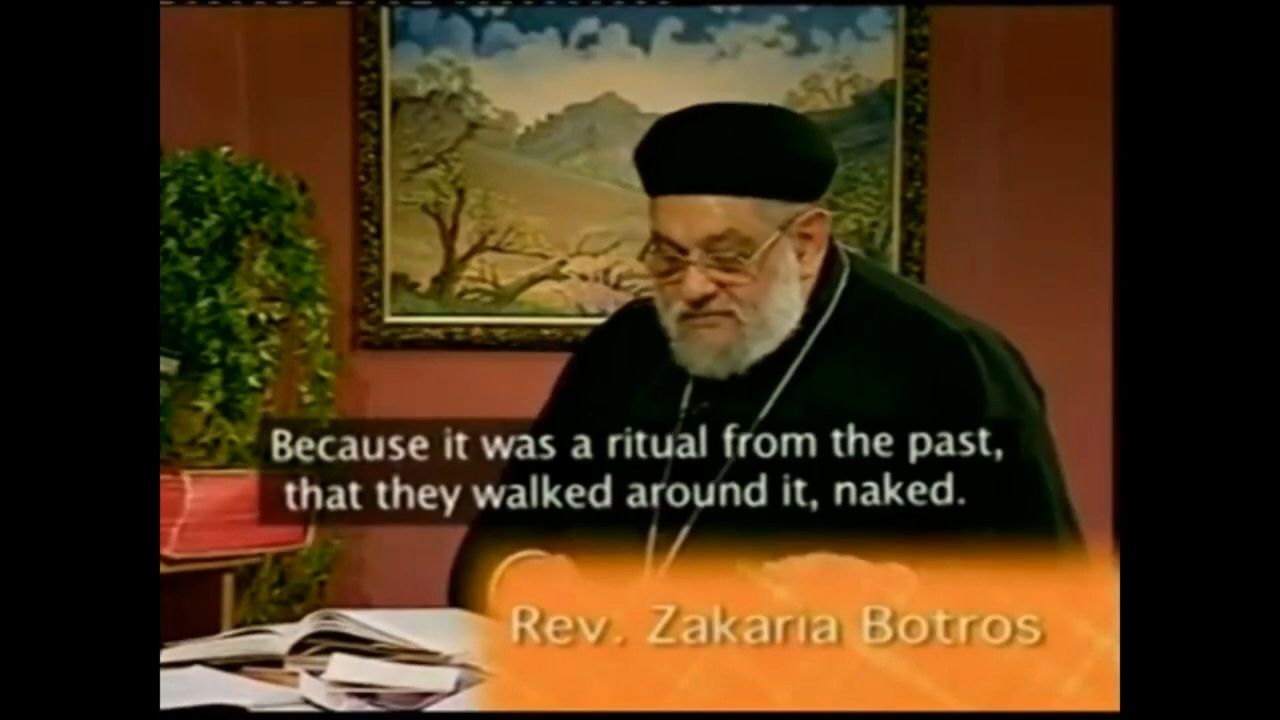 Because it was a ritual from the past,
that they walked around it, naked.
Rev. Zakaria Botros